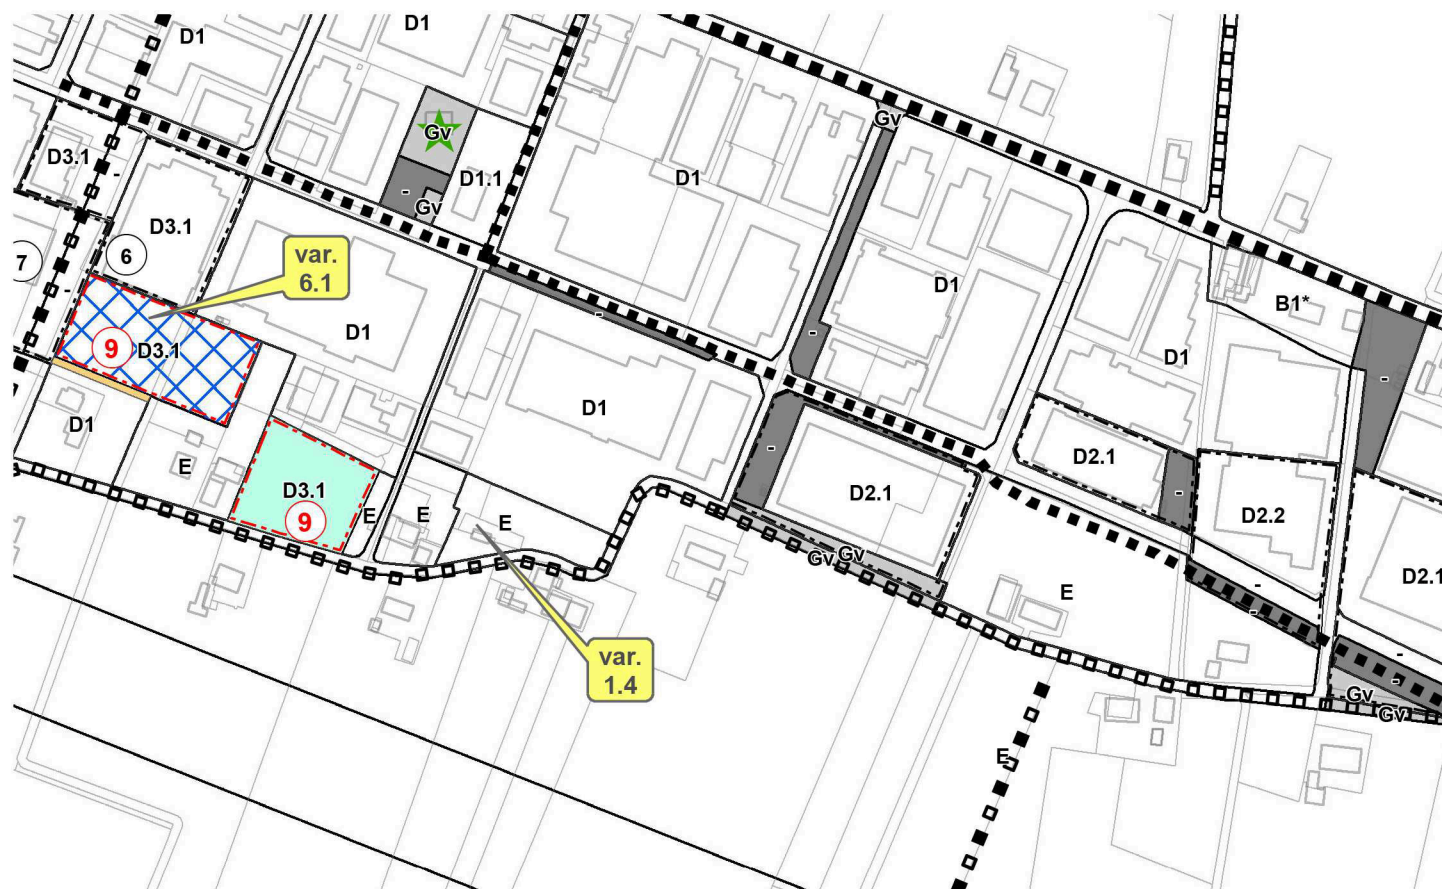 D1
D1
Gv
D3.1
D1.1
D1
Gv
-
-
Gv
D3.1
7
6
var.
6.1
-
D1
B1*
-
D1
-
D1
9
D3.1
-
D1
D1
D2.1
-
-
D2.1
-
D2.2
E
D3.1
9
E
E
E
Gv
Gv
E
D2.1
-
-
-
-
var.
1.4
Gv
Gv
E